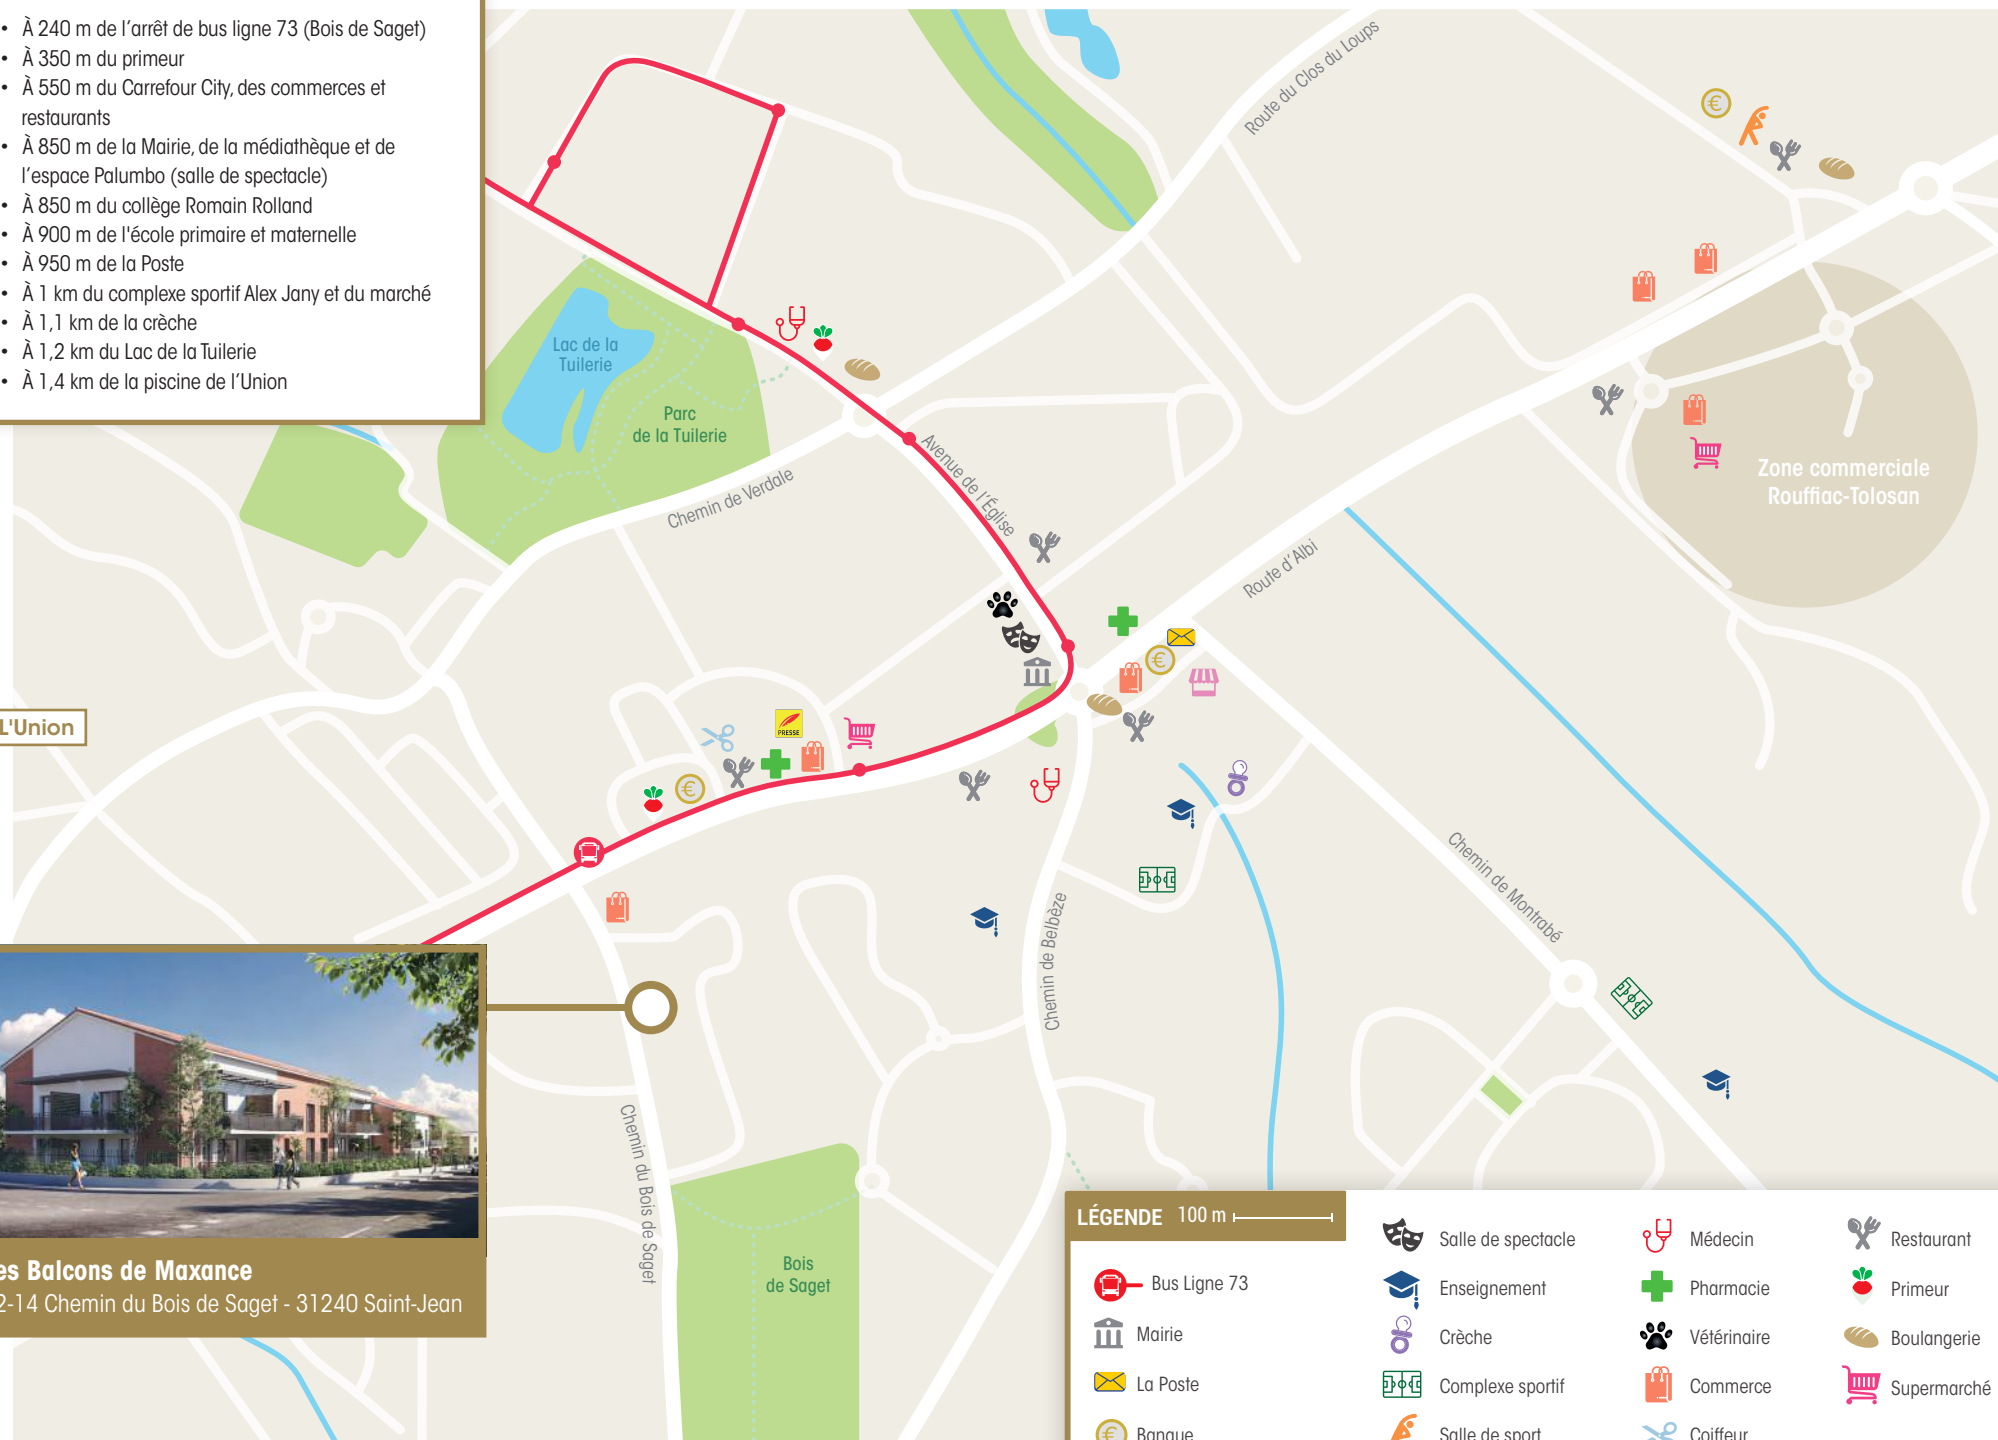 • À 240 m de l'arrêt de bus ligne 73 (Bois de Saget)
• À 350 m du primeur
• À 550 m du Carrefour City, des commerces et
restaurants
• À 850 m de la Mairie, de la médiathèque et de
l'espace Palumbo (salle de spectacle)
• À 850 m du collège Romain Rolland
• À 900 m de l'école primaire et maternelle
• À 950 m de la Poste
• À 1 km du complexe sportif Alex Jany et du marché
• À 1,1 km de la crèche
• À 1,2 km du Lac de la Tuilerie
• À 1,4 km de la piscine de l'Union
Route du Clos du Loups
Lac de la
Tuilerie
Parc
de la Tuilerie
Chemin de Verdale
Avenue de l'Église
Route d'Albi
Zone commerciale
Rouffiac-Tolosan
L'Union
PRESSE
Chemin de Belbèze
Chemin de Montrabé
Chemin du Bois de Saget
Bois
de Saget
es Balcons de Maxance
2-14 Chemin du Bois de Saget - 31240 Saint-Jean
LÉGENDE 100 m
Bus Ligne 73
Mairie
La Poste
Banque
Salle de spectacle
Enseignement
Crèche
Complexe sportif
Salle de sport
Médecin
Pharmacie
Vétérinaire
Commerce
Coiffeur
Restaurant
Primeur
Boulangerie
Supermarché